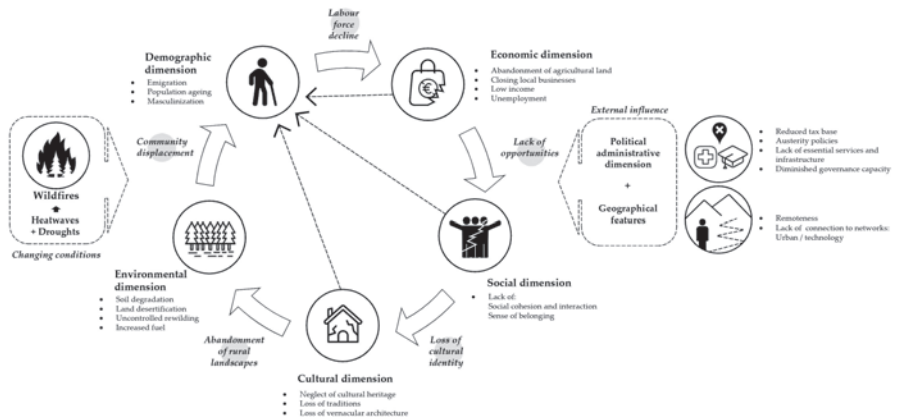 Labour
force
decline
Demographic
dimension
• Emigration
• Population ageing
• Masculinization
Economic dimension
• Abandonment of agricultural land
• Closing local businesses
• Low income
• Unemployment
External influence
Political
administrative
dimension
+
Geographical
features
• Reduced tax base
• Austerity policies
• Lack of essential services and
infrastructure
• Diminished governance capacity
• Remoteness
• Lack of connection to networks:
Urban / technology
Lack of
opportunities
Community
displacement
Wildfires
Heatwaves
+ Droughts
Changing conditions
Environmental
dimension
• Soil degradation
• Land desertification
• Uncontrolled rewilding
• Increased fuel
Social dimension
• Lack of:
Social cohesion and interaction
Sense of belonging
Abandonment
of rural
landscapes
Loss of
cultural
identity
Cultural dimension
• Neglect of cultural heritage
• Loss of traditions
• Loss of vernacular architecture